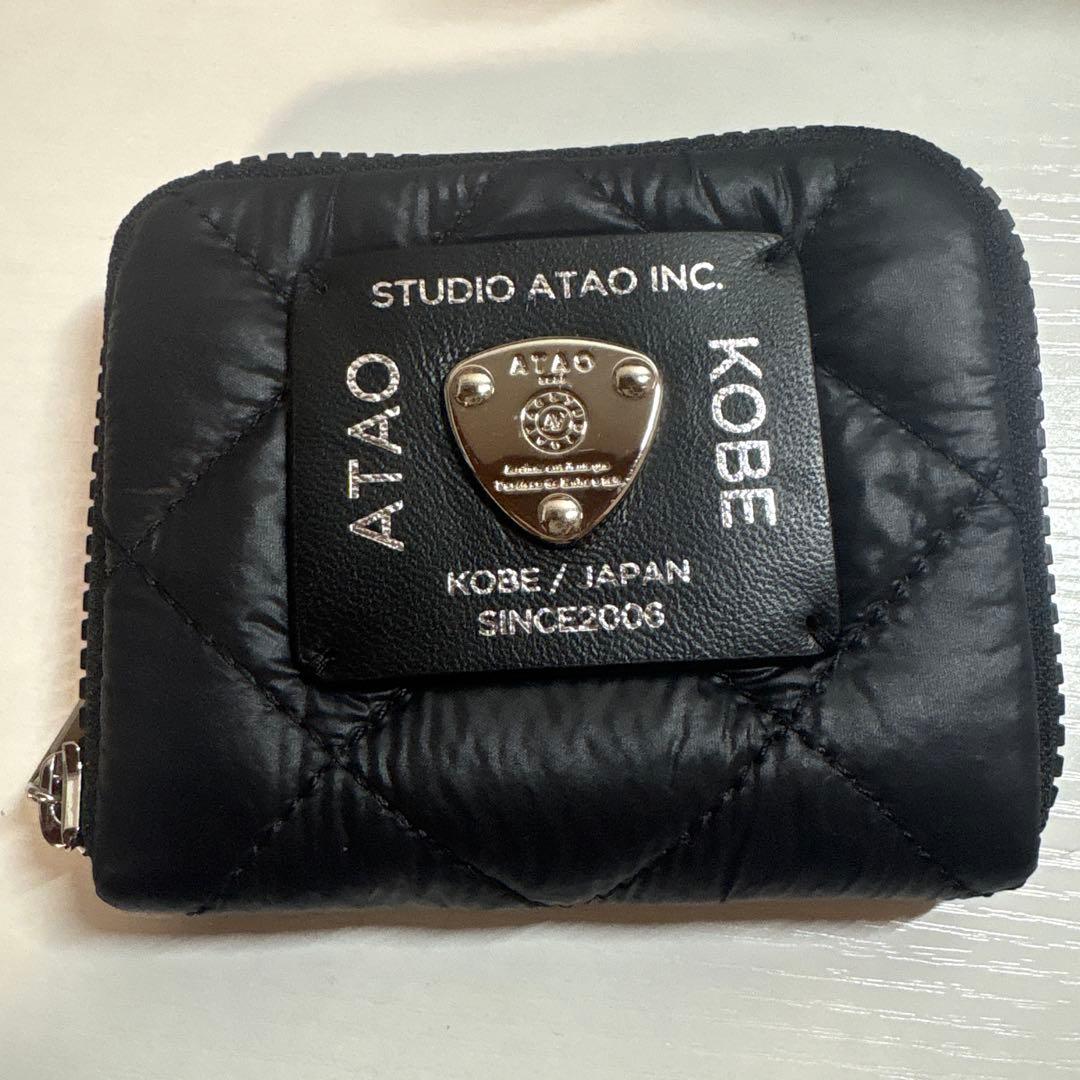 STUDIO ATAO INC.
ATAO
KOBE
ATAO
KOBE / JAPAN
SINCE2006